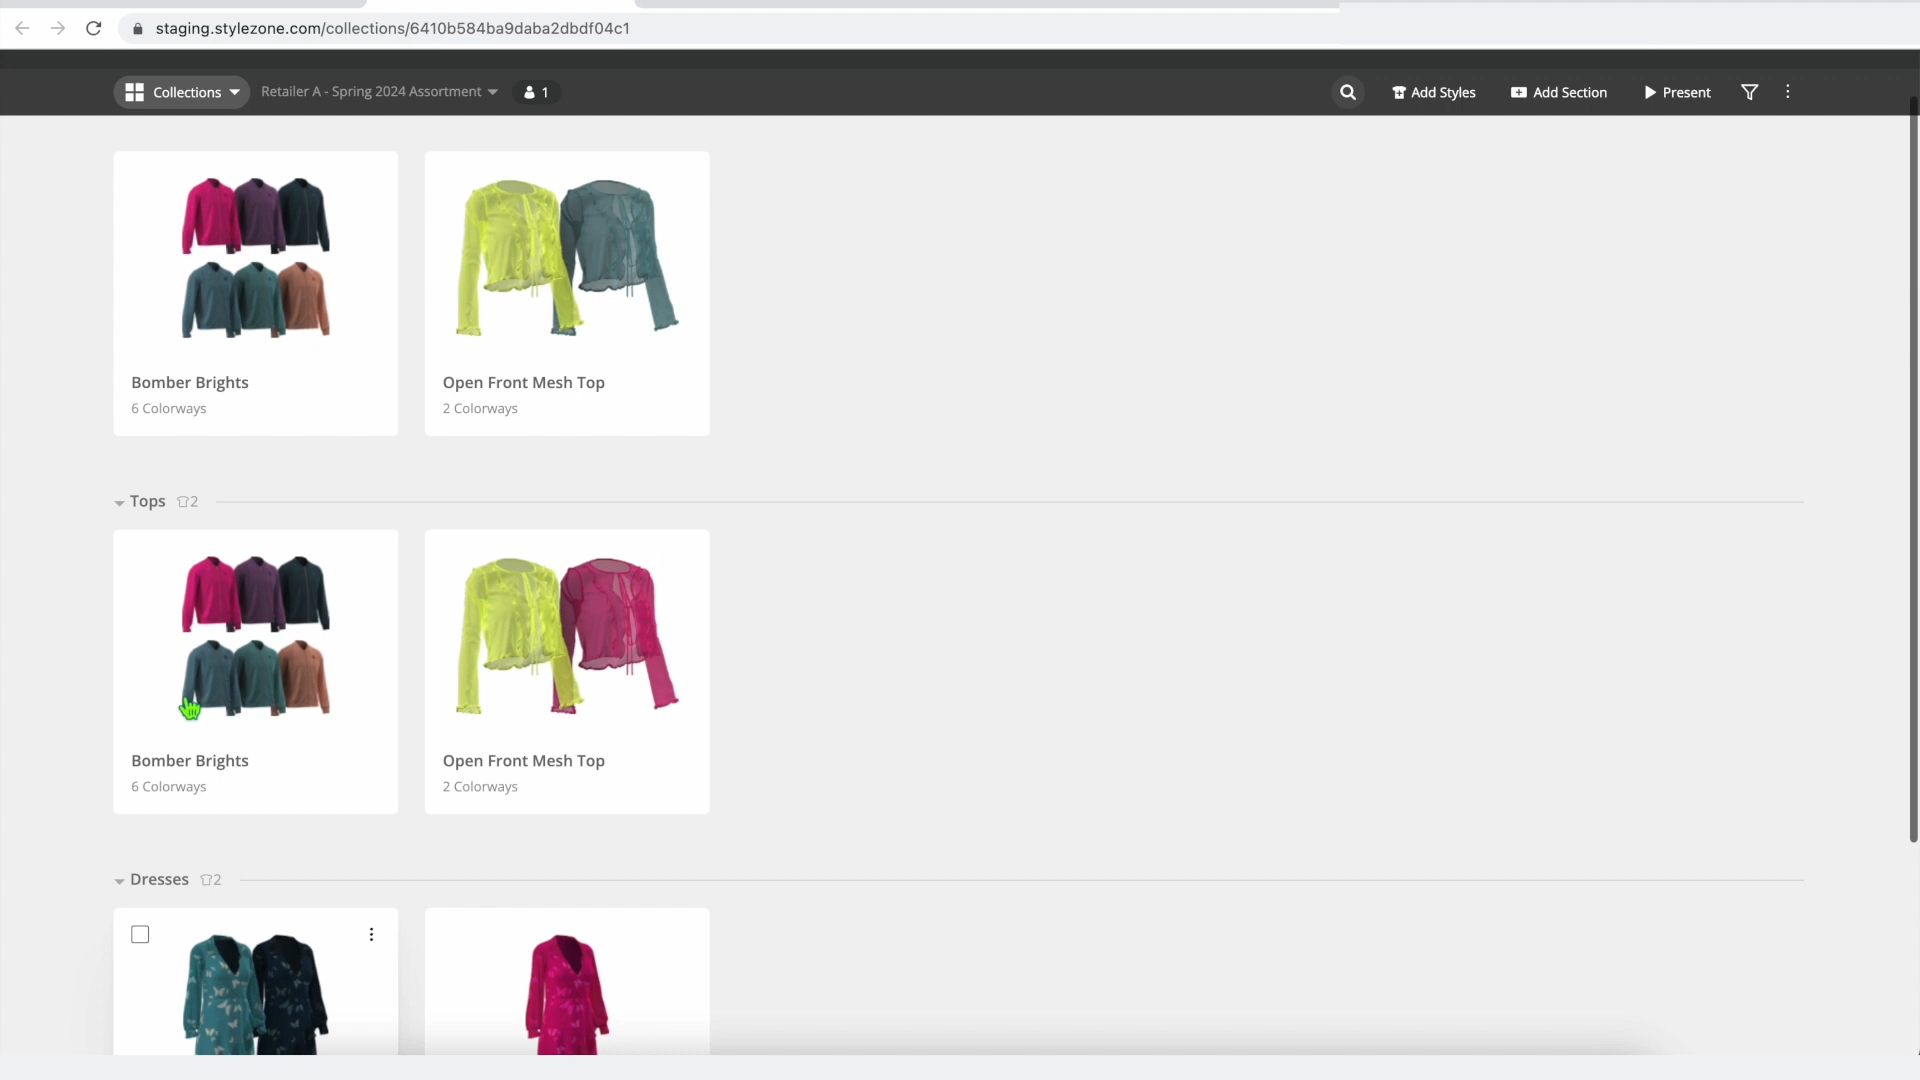 staging.stylezone.com/collections/6410b584ba9daba2dbdf04c1
Collections Retailer A - Spring 2024 Assortment 1 Add Styles Add Section Present
Bomber Brights
6 Colorways
Open Front Mesh Top
2 Colorways
Tops 2
Bomber Brights
6 Colorways
Open Front Mesh Top
2 Colorways
Dresses 2